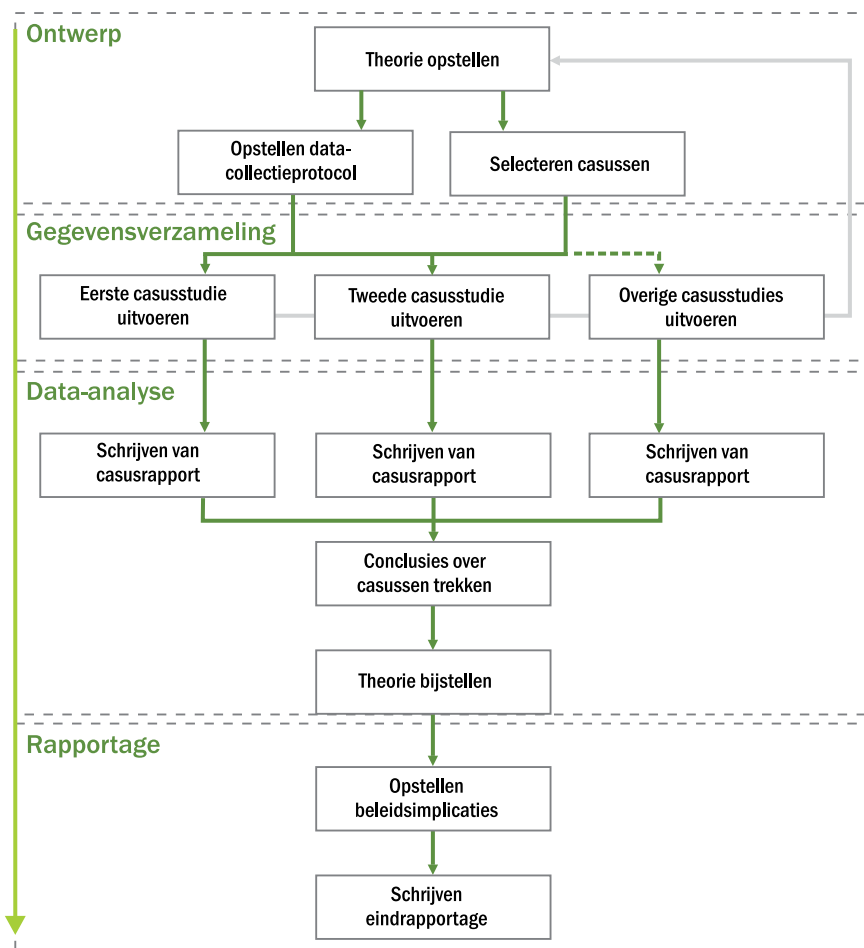 Ontwerp
Theorie opstellen
Opstellen data-
collectieprotocol
Selecteren casussen
Gegevensverzameling
Eerste casusstudie
uitvoeren
Tweede casusstudie
uitvoeren
Overige casusstudies
uitvoeren
Data-analyse
Schrijven van
casusrapport
Schrijven van
casusrapport
Schrijven van
casusrapport
Conclusies over
casussen trekken
Theorie bijstellen
Rapportage
Opstellen
beleidsimplicaties
Schrijven
eindrapportage